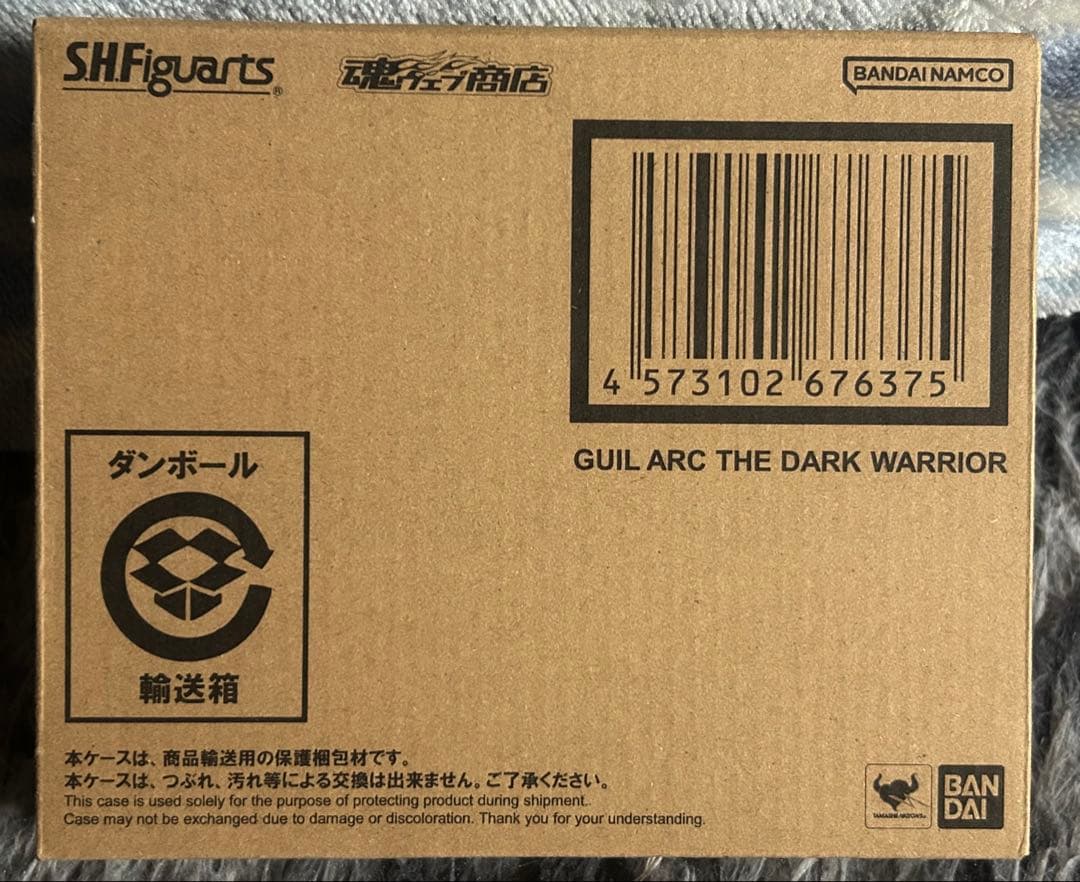 S.H.Figuarts®
魂ウェブ商店
BANDAI NAMCO
4 573102 676375
GUIL ARC THE DARK WARRIOR
ダンボール
輸送箱
本ケースは、商品輸送用の保護梱包材です。
本ケースは、つぶれ、汚れ等による交換は出来ません。ご了承ください。
This case is used solely for the purpose of protecting product during shipment.
Case may not be exchanged due to damage or discoloration. Thank you for your understanding.
TAMASHII NATIONS
BAN
DAI